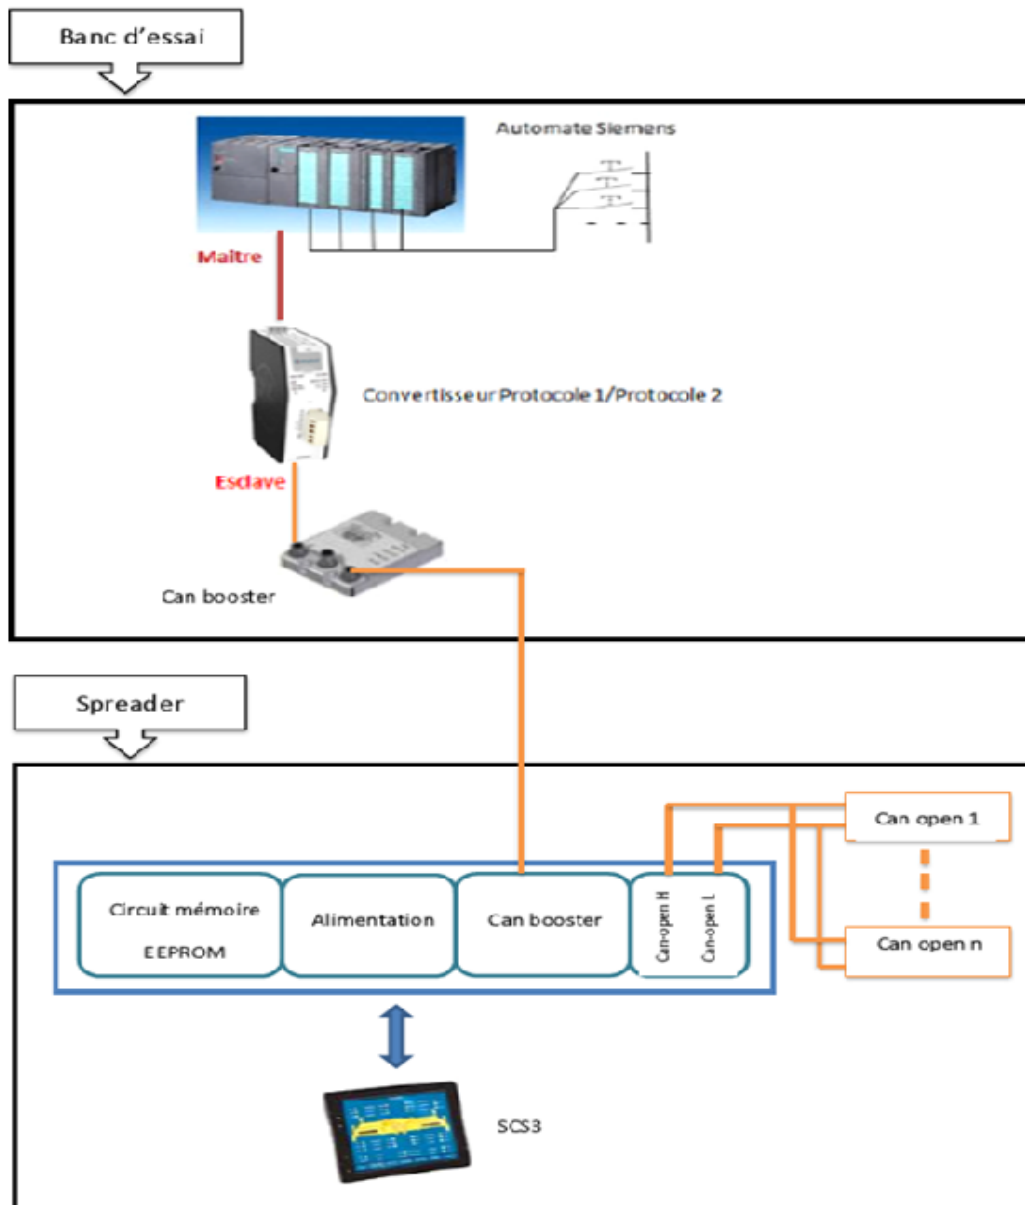 Banc d'essai
Automate Siemens
Maître
Convertisseur Protocole 1/Protocole 2
Esclave
Can booster
Spreader
Can open 1
Circuit mémoire
EEPROM
Alimentation
Can booster
Can-open H
Can-open L
Can open n
SCS3